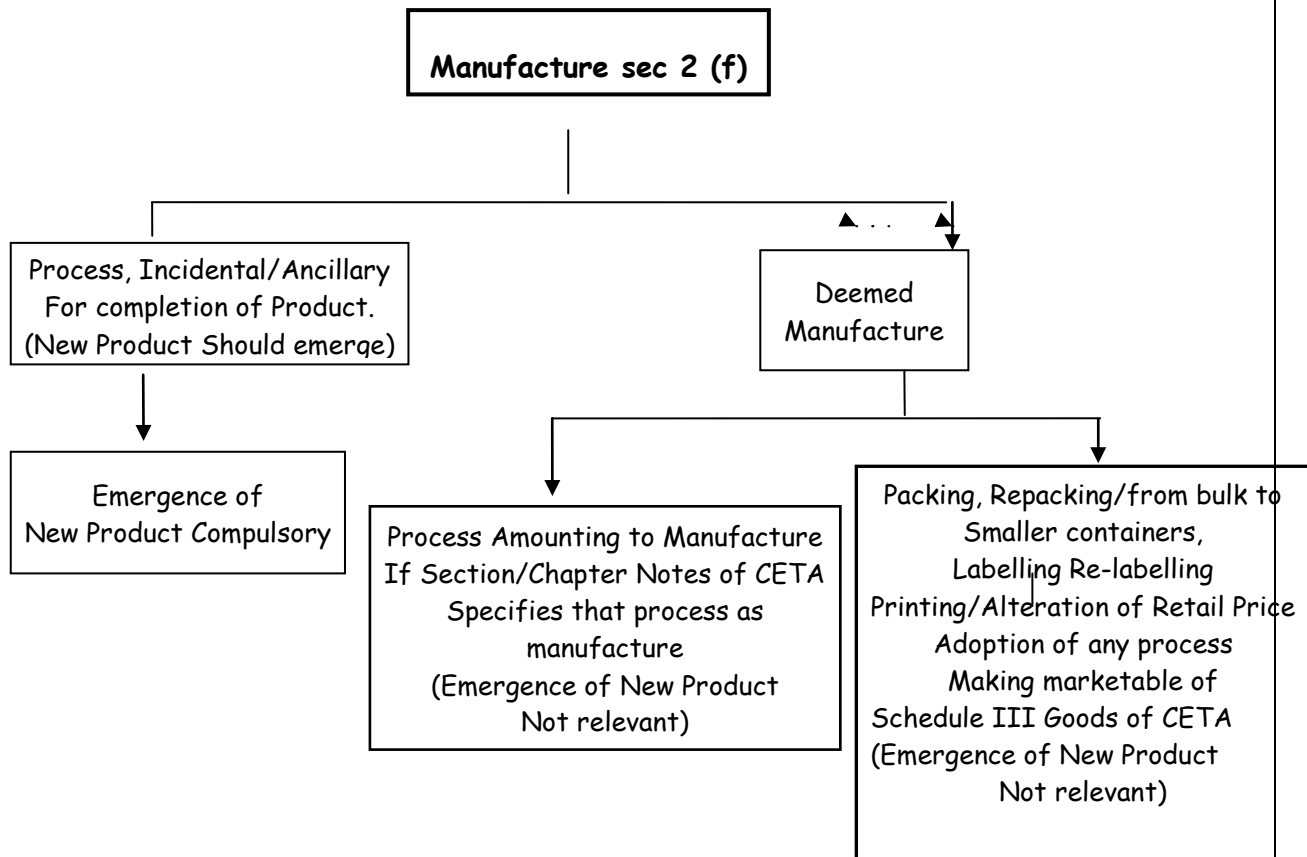 Manufacture sec 2 (f)
Process, Incidental/Ancillary
For completion of Product.
(New Product Should emerge)
Deemed
Manufacture
Emergence of
New Product Compulsory
Process Amounting to Manufacture
If Section/Chapter Notes of CETA
Specifies that process as
manufacture
(Emergence of New Product
Not relevant)
Packing, Repacking/from bulk to
Smaller containers,
Labelling Re-labelling
Printing/Alteration of Retail Price
Adoption of any process
Making marketable of
Schedule III Goods of CETA
(Emergence of New Product
Not relevant)